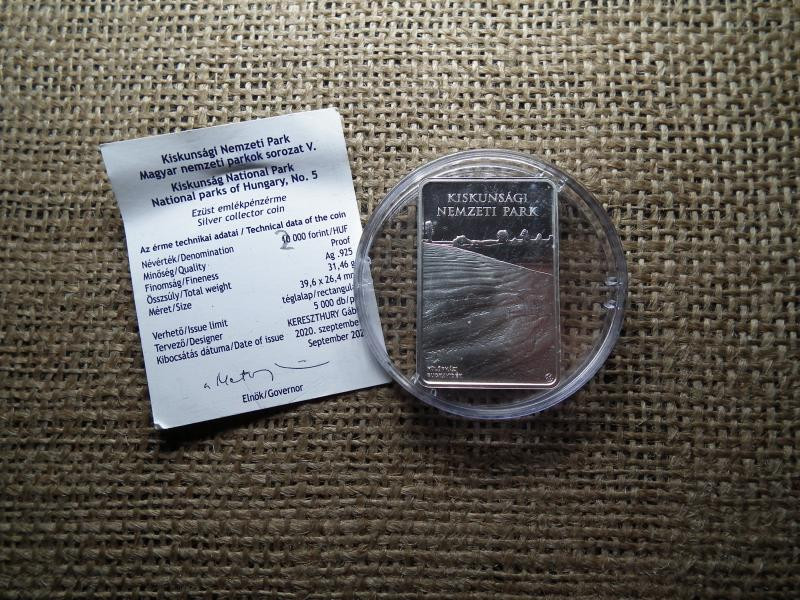 Kiskunsági Nemzeti Park
Magyar nemzeti parkok sorozat V.
Kiskunság National Park
National parks of Hungary, No. 5
Ezüst emlékpénzérme
Silver collector coin
Az érme technikai adatai / Technical data of the coin
Névérték/Denomination 20 000 forint/HUF
Minőség/Quality Proof
Finomság/Fineness Ag .925
Összsúly/Total weight 31,46 g
Méret/Size 39,6 x 26,4 mm
téglalap/rectangul
Verhető/Issue limit 5 000 db/p
Tervező/Designer KERESZTHURY Gáb
Kibocsátás dátuma/Date of issue 2020. szeptembe
September 202
Elnök/Governor
KISKUNSÁGI
NEMZETI PARK